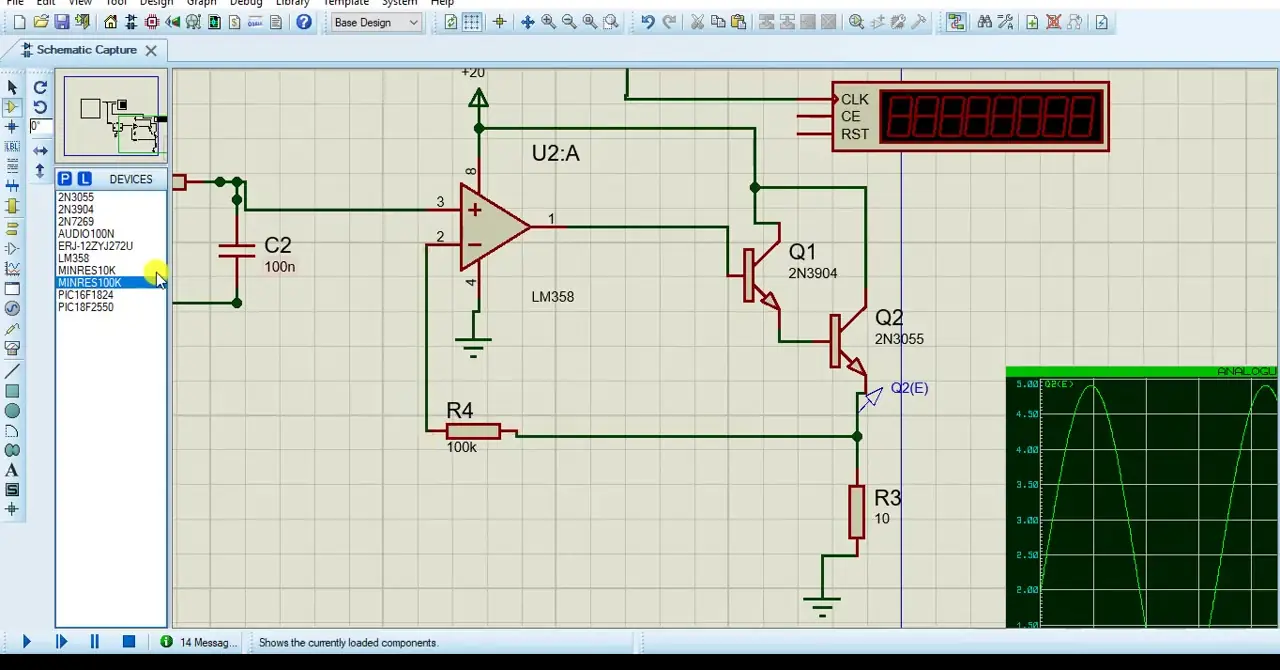 File Edit View Tool Design Graph Debug Library Template System Help
Base Design
Schematic Capture
0°
LBL
P L DEVICES
2N3055
2N3904
2N7269
AUDIO100N
ERJ-12ZYJ272U
LM358
MINRES10K
MINRES100K
PIC16F1824
PIC18F2550
A
S
+20
U2:A
8
3
2
1
4
LM358
C2
100n
CLK
CE
RST
Q1
2N3904
Q2
2N3055
Q2(E)
R4
100k
R3
10
ANALOGU
5.00 Q2(E)
4.50
4.00
3.50
3.00
2.50
2.00
1.50
14 Messag...
Shows the currently loaded components.